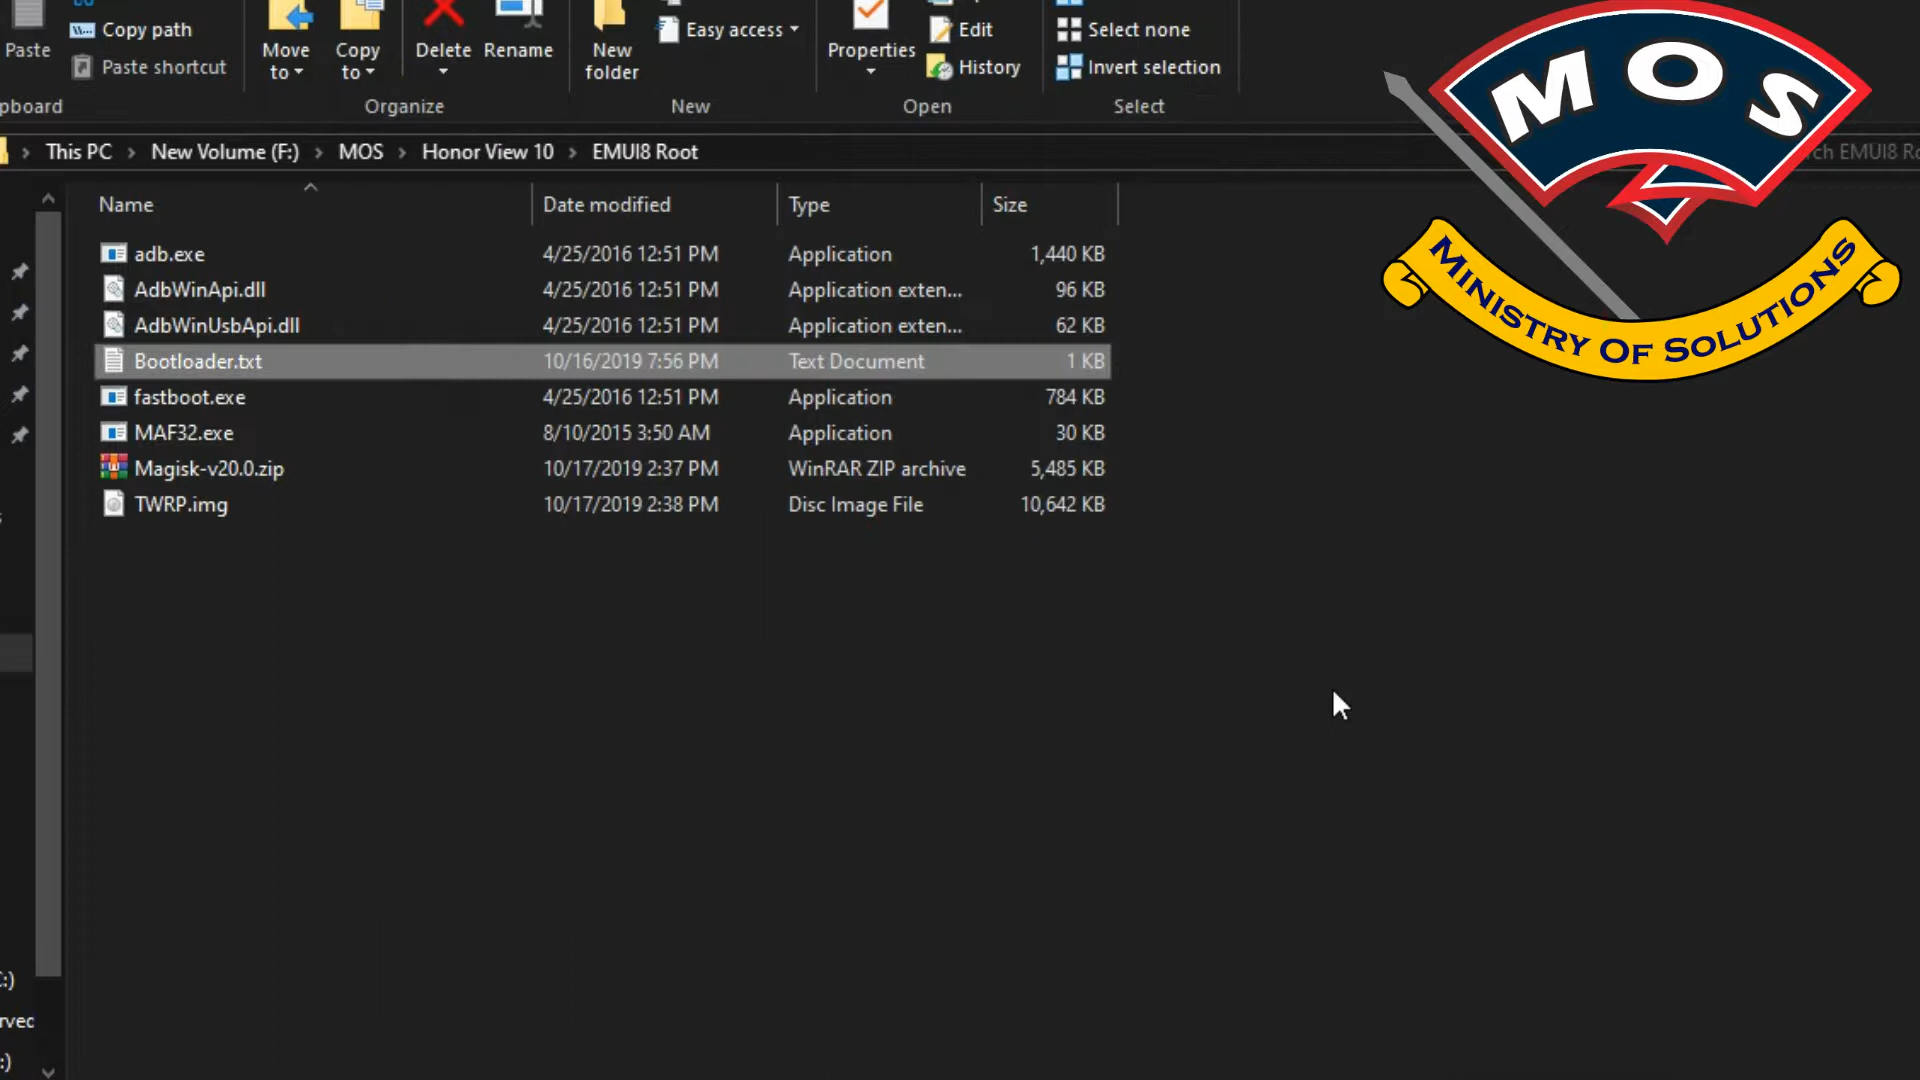 Paste
Copy path
Paste shortcut
Move to
Copy to
Delete
Rename
New folder
Easy access
Properties
Edit
History
Select none
Invert selection
pboard
Organize
New
Open
Select
This PC > New Volume (F:) > MOS > Honor View 10 > EMUI8 Root
rch EMUI8 Ro
Name Date modified Type Size
adb.exe 4/25/2016 12:51 PM Application 1,440 KB
AdbWinApi.dll 4/25/2016 12:51 PM Application exten... 96 KB
AdbWinUsbApi.dll 4/25/2016 12:51 PM Application exten... 62 KB
Bootloader.txt 10/16/2019 7:56 PM Text Document 1 KB
fastboot.exe 4/25/2016 12:51 PM Application 784 KB
MAF32.exe 8/10/2015 3:50 AM Application 30 KB
Magisk-v20.0.zip 10/17/2019 2:37 PM WinRAR ZIP archive 5,485 KB
TWRP.img 10/17/2019 2:38 PM Disc Image File 10,642 KB
MOS
MINISTRY OF SOLUTIONS
:)
rved
:)